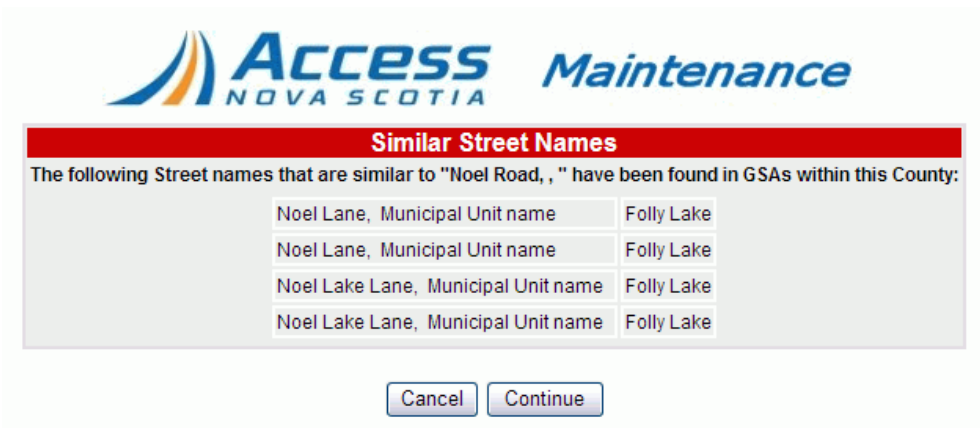 Access Maintenance
NOVA SCOTIA
Similar Street Names
The following Street names that are similar to "Noel Road, , " have been found in GSAs within this County:
Noel Lane,  Municipal Unit name Folly Lake
Noel Lane,  Municipal Unit name Folly Lake
Noel Lake Lane,  Municipal Unit name Folly Lake
Noel Lake Lane,  Municipal Unit name Folly Lake
Cancel Continue